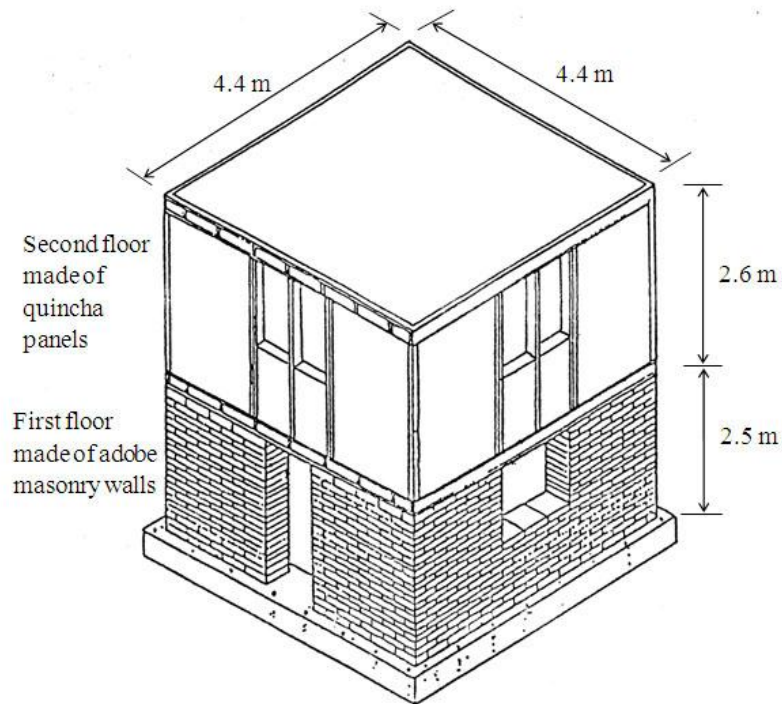 4.4 m
4.4 m
Second floor
made of
quincha
panels
2.6 m
First floor
made of adobe
masonry walls
2.5 m